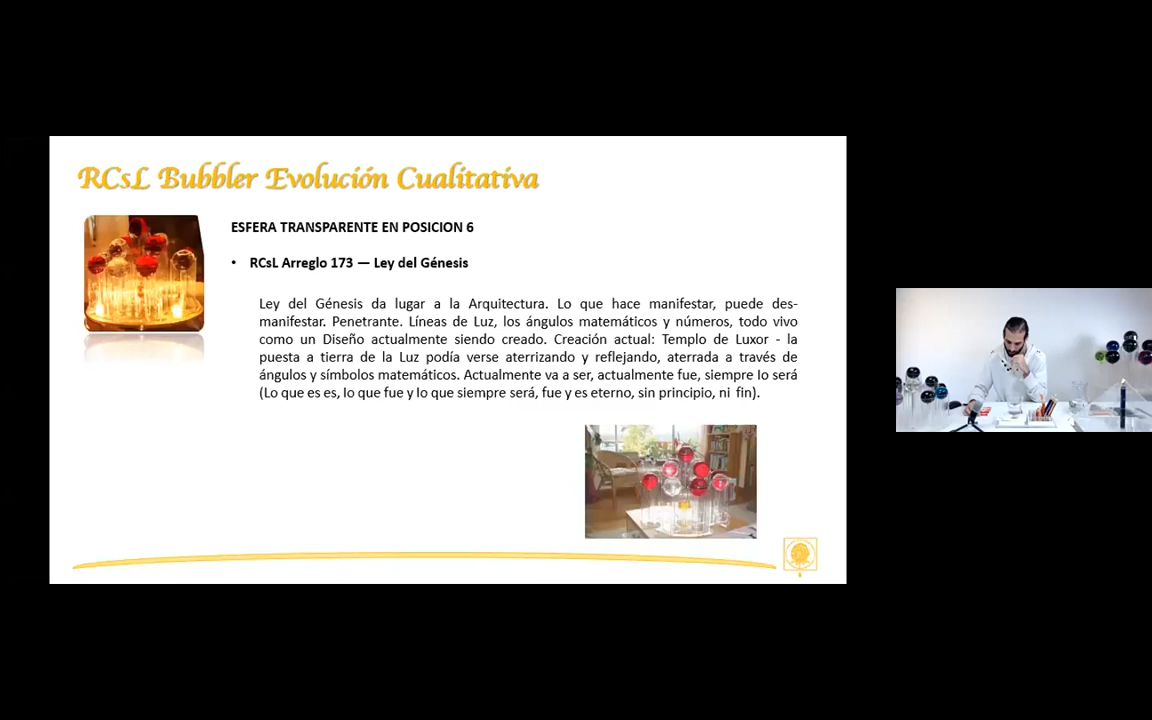 RCsL Bubbler Evolución Cualitativa
ESFERA TRANSPARENTE EN POSICION 6
• RCsL Arreglo 173 — Ley del Génesis
Ley del Génesis da lugar a la Arquitectura. Lo que hace manifestar, puede des-
manifestar. Penetrante. Líneas de Luz, los ángulos matemáticos y números, todo vivo
como un Diseño actualmente siendo creado. Creación actual: Templo de Luxor - la
puesta a tierra de la Luz podía verse aterrizando y reflejando, aterrada a través de
ángulos y símbolos matemáticos. Actualmente va a ser, actualmente fue, siempre lo será
(Lo que es es, lo que fue y lo que siempre será, fue y es eterno, sin principio, ni fin).